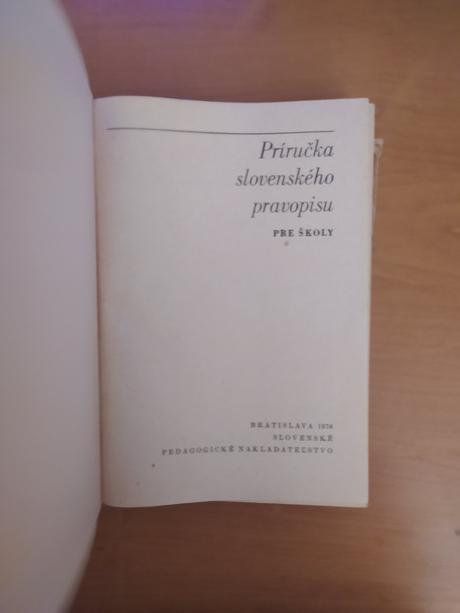 Príručka
slovenského
pravopisu
PRE ŠKOLY
BRATISLAVA 1976
SLOVENSKÉ
PEDAGOGICKÉ NAKLADATEĽSTVO